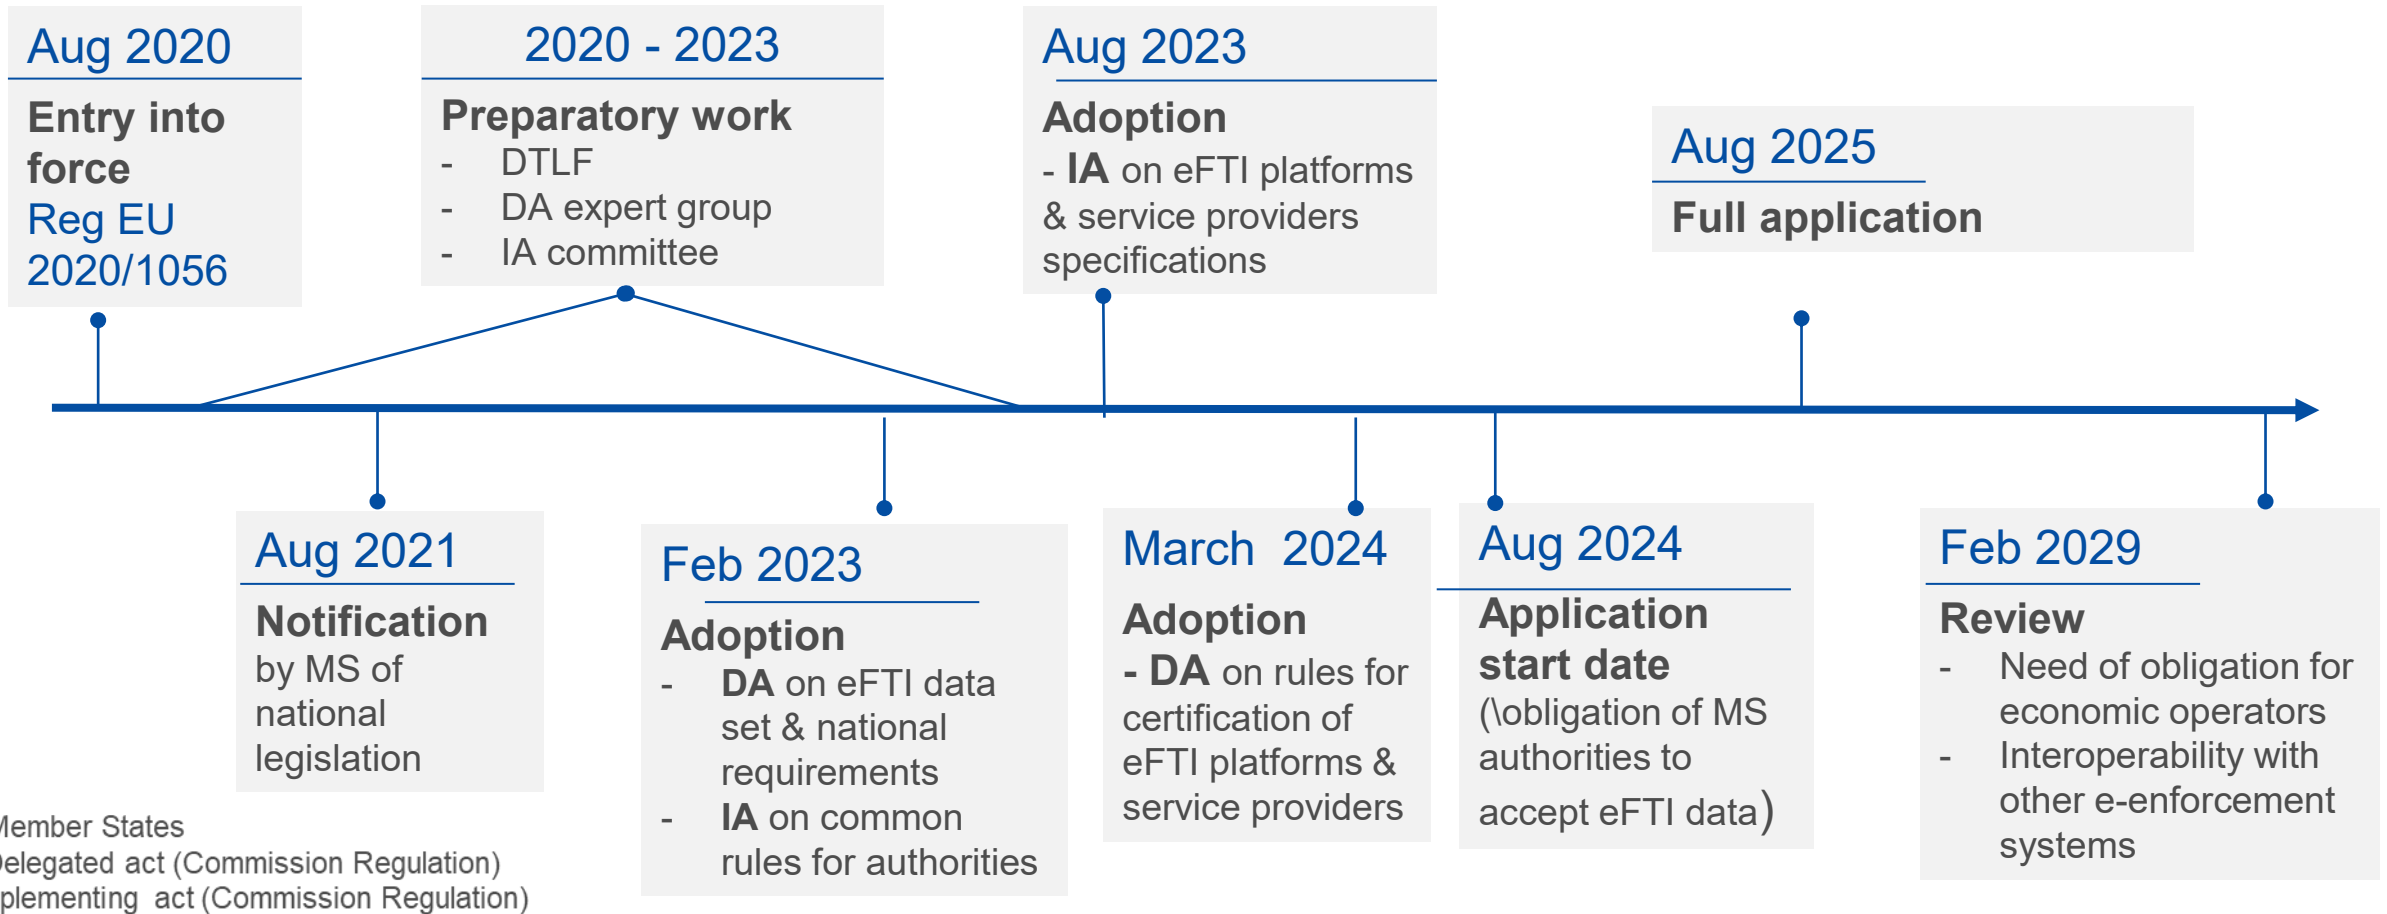 Aug 2020
Entry into
force
Reg EU
2020/1056
2020 - 2023
Preparatory work
- DTLF
- DA expert group
- IA committee
Aug 2023
Adoption
- IA on eFTI platforms
& service providers
specifications
Aug 2025
Full application
Aug 2021
Notification
by MS of
national
legislation
Feb 2023
Adoption
- DA on eFTI data
set & national
requirements
- IA on common
rules for authorities
March 2024
Adoption
- DA on rules for
certification of
eFTI platforms &
service providers
Aug 2024
Application
start date
(\obligation of MS
authorities to
accept eFTI data)
Feb 2029
Review
- Need of obligation for
economic operators
- Interoperability with
other e-enforcement
systems
Member States
Delegated act (Commission Regulation)
plementing act (Commission Regulation)